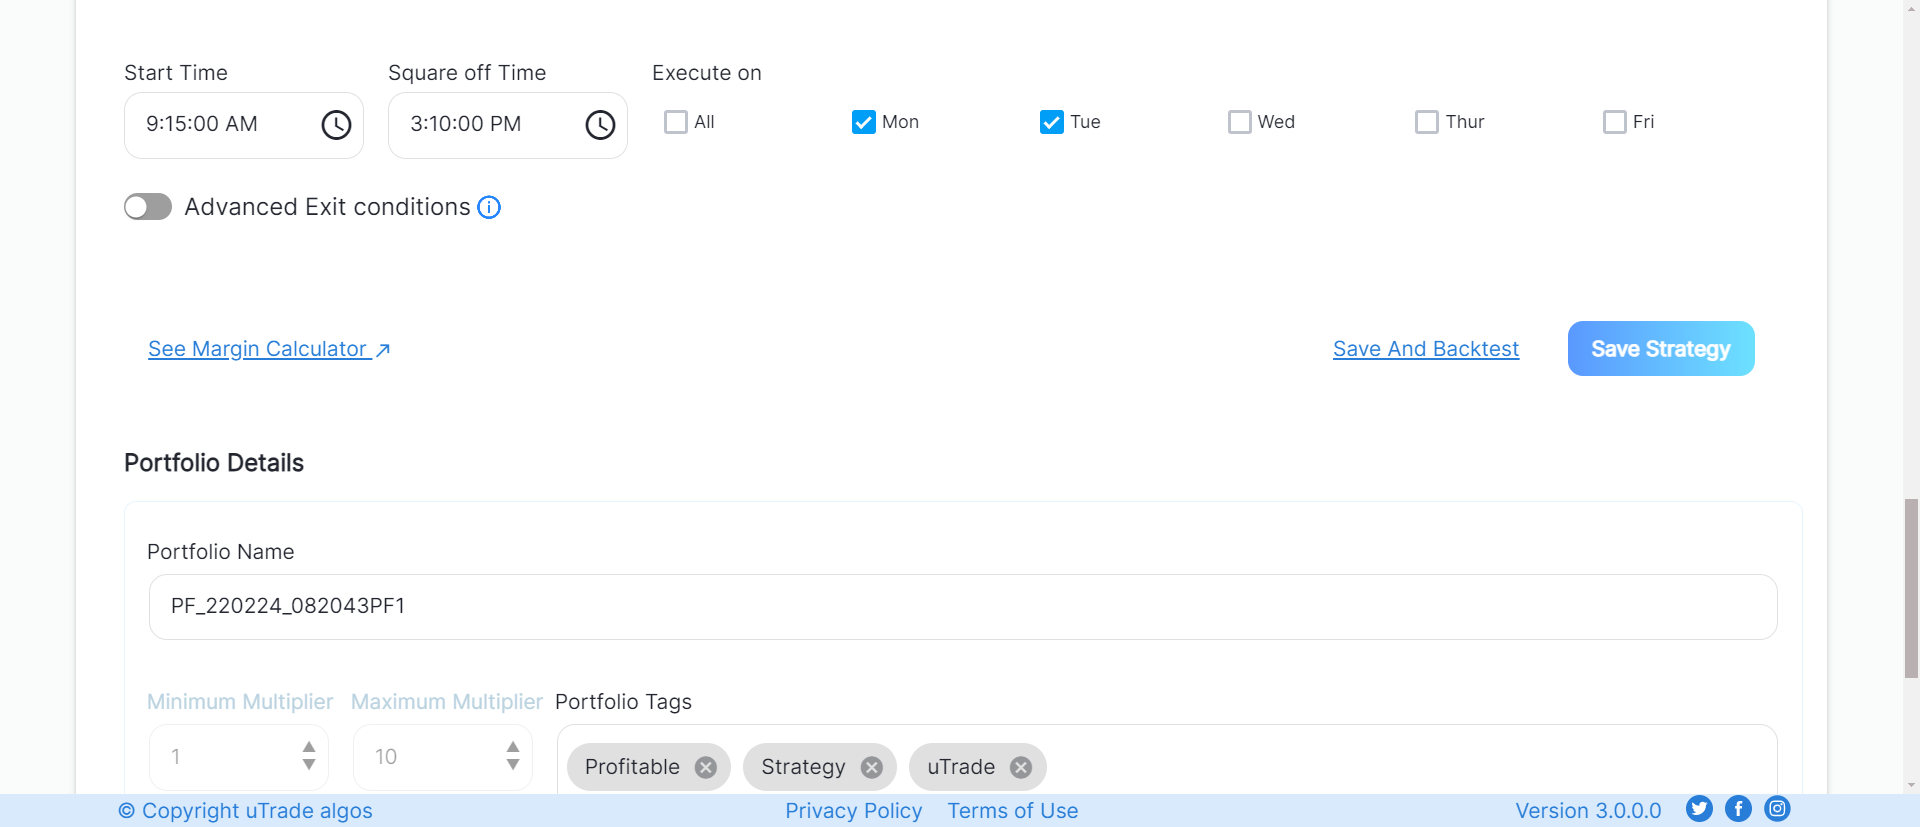 Start Time Square off Time Execute on
9:15:00 AM 3:10:00 PM All Mon Tue Wed Thur Fri
Advanced Exit conditions
See Margin Calculator Save And Backtest Save Strategy
Portfolio Details
Portfolio Name
PF_220224_082043PF1
Minimum Multiplier Maximum Multiplier Portfolio Tags
1 10 Profitable Strategy uTrade
© Copyright uTrade algos Privacy Policy Terms of Use Version 3.0.0.0